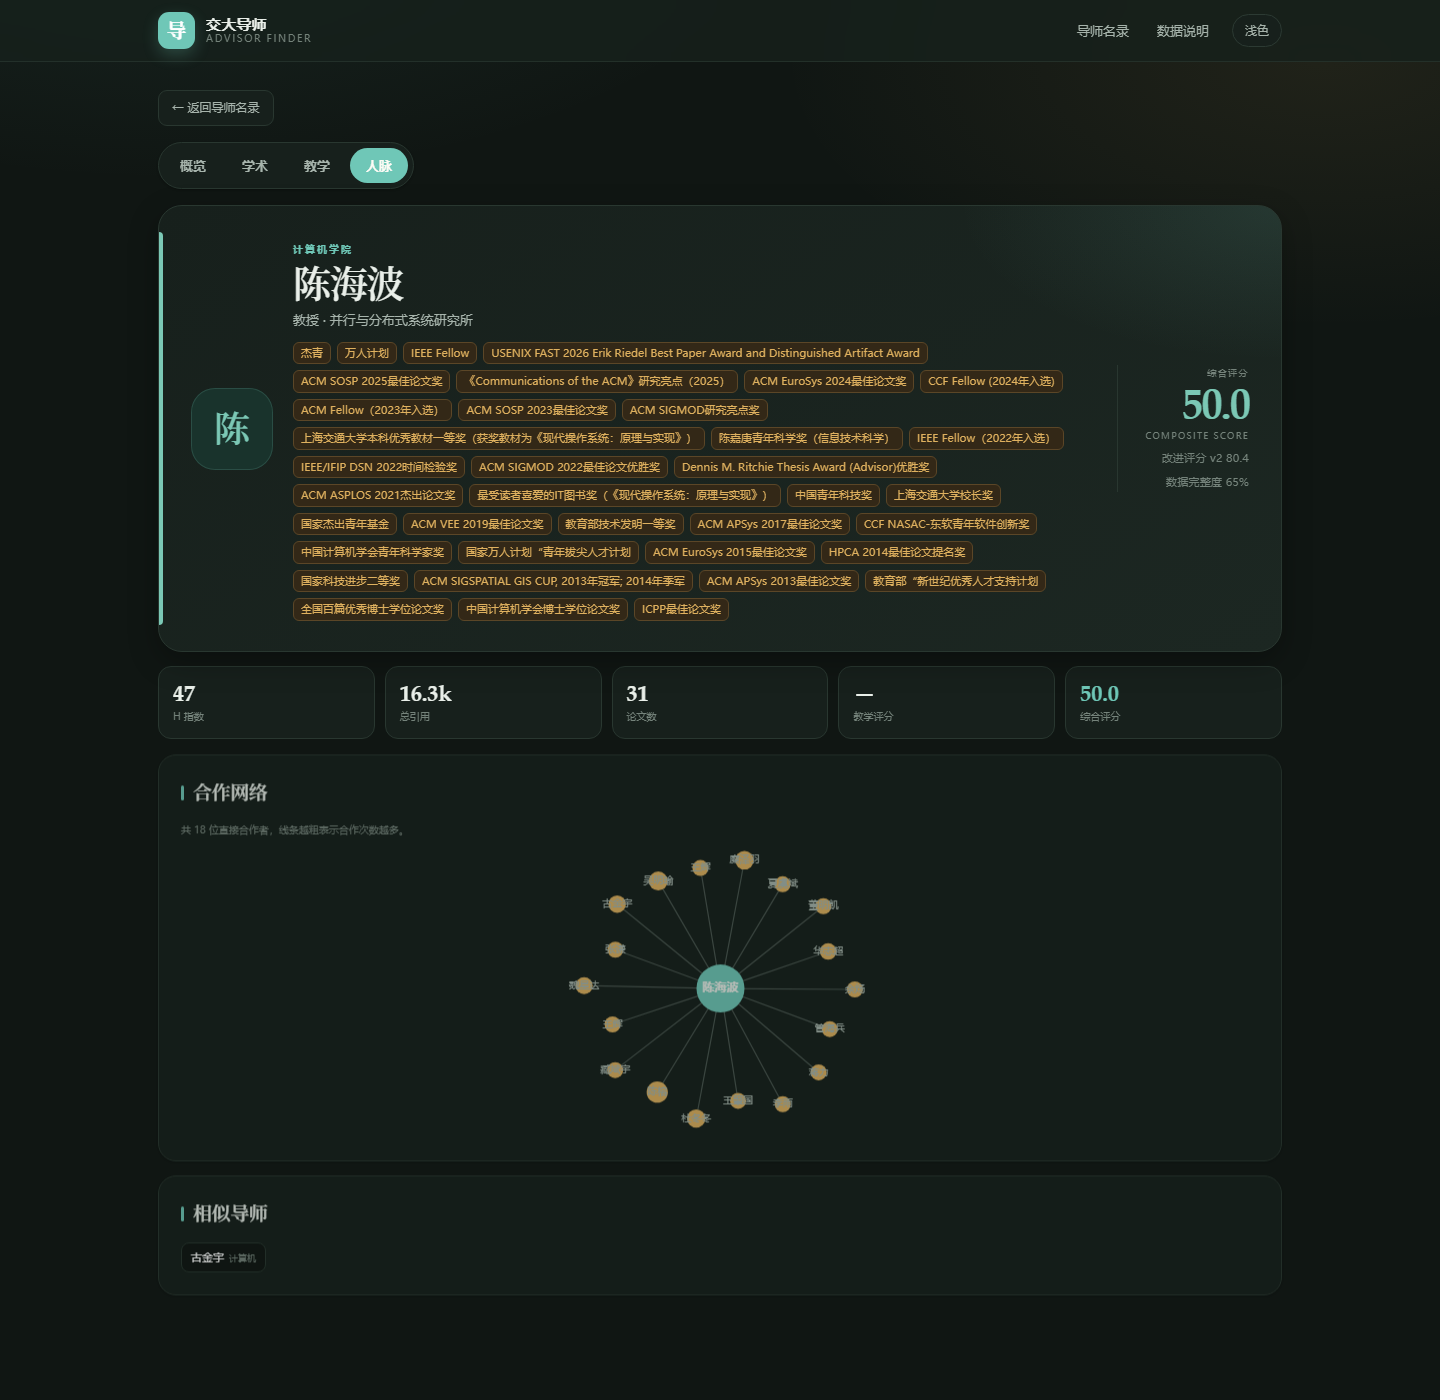 导
交大导师
ADVISOR FINDER
导师名录
数据说明
浅色
← 返回导师名录
概览
学术
教学
人脉
计算机学院
陈海波
教授 · 并行与分布式系统研究所
陈
杰青
万人计划
IEEE Fellow
USENIX FAST 2026 Erik Riedel Best Paper Award and Distinguished Artifact Award
ACM SOSP 2025最佳论文奖
《Communications of the ACM》研究亮点（2025）
ACM EuroSys 2024最佳论文奖
CCF Fellow (2024年入选)
ACM Fellow（2023年入选）
ACM SOSP 2023最佳论文奖
ACM SIGMOD研究亮点奖
上海交通大学本科优秀教材一等奖（获奖教材为《现代操作系统：原理与实现》）
陈嘉庚青年科学奖（信息技术科学）
IEEE Fellow（2022年入选）
IEEE/IFIP DSN 2022时间检验奖
ACM SIGMOD 2022最佳论文优胜奖
Dennis M. Ritchie Thesis Award (Advisor)优胜奖
ACM ASPLOS 2021杰出论文奖
最受读者喜爱的IT图书奖（《现代操作系统：原理与实现》）
中国青年科技奖
上海交通大学校长奖
国家杰出青年基金
ACM VEE 2019最佳论文奖
教育部技术发明一等奖
ACM APSys 2017最佳论文奖
CCF NASAC-东软青年软件创新奖
中国计算机学会青年科学家奖
国家万人计划“青年拔尖人才计划
ACM EuroSys 2015最佳论文奖
HPCA 2014最佳论文提名奖
国家科技进步二等奖
ACM SIGSPATIAL GIS CUP, 2013年冠军; 2014年季军
ACM APSys 2013最佳论文奖
教育部“新世纪优秀人才支持计划
全国百篇优秀博士学位论文奖
中国计算机学会博士学位论文奖
ICPP最佳论文奖
综合评分
50.0
COMPOSITE SCORE
改进评分 v2 80.4
数据完整度 65%
47
H 指数
16.3k
总引用
31
论文数
—
教学评分
50.0
综合评分
合作网络
共 18 位直接合作者，线条越粗表示合作次数越多。
陈海波
相似导师
古金宇 计算机